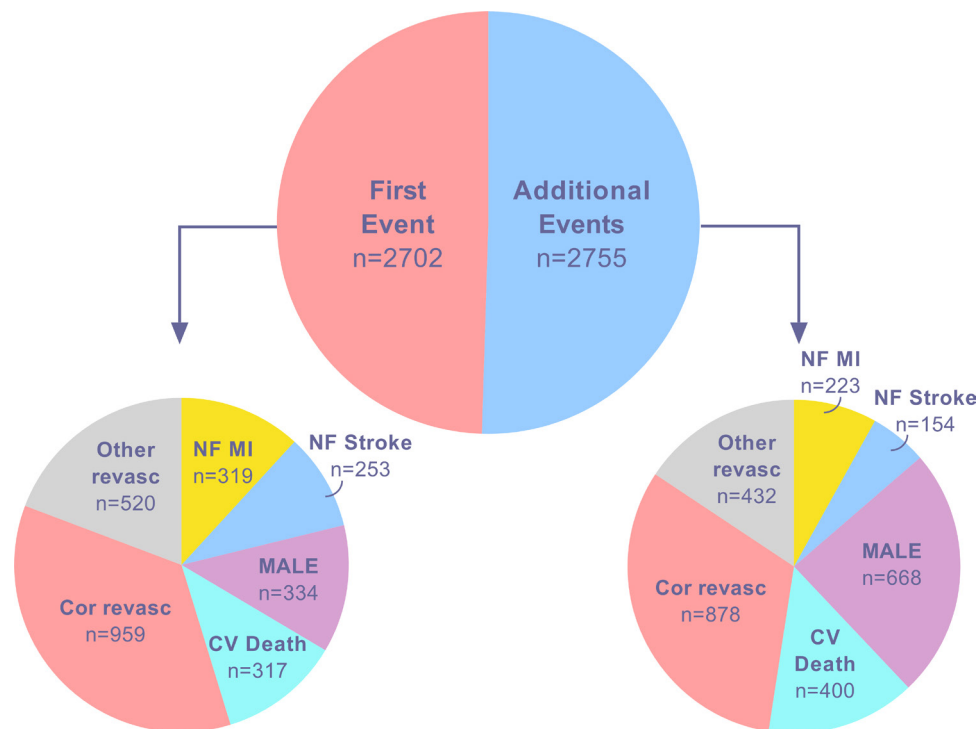 First
Event
n=2702
Additional
Events
n=2755
Other
revasc
n=520
NF MI
n=319
NF Stroke
n=253
MALE
n=334
CV Death
n=317
Cor revasc
n=959
NF MI
n=223
NF Stroke
n=154
Other
revasc
n=432
MALE
n=668
Cor revasc
n=878
CV
Death
n=400